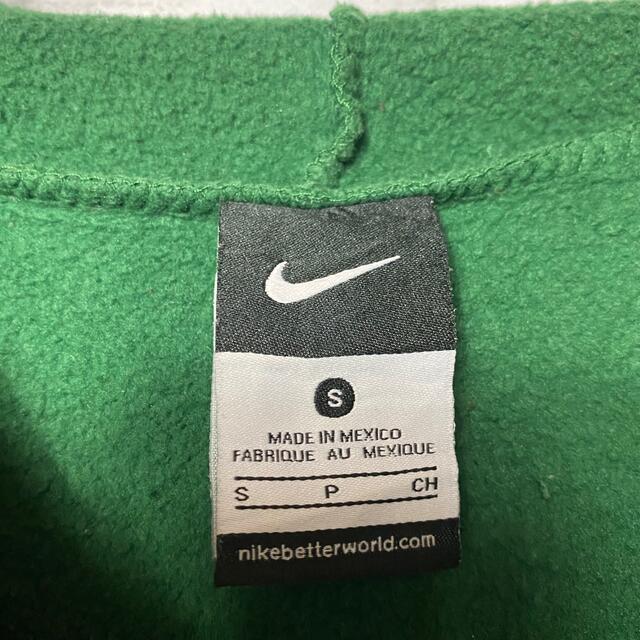 S
MADE IN MEXICO
FABRIQUE AU MEXIQUE
S P CH
nikebetterworld.com